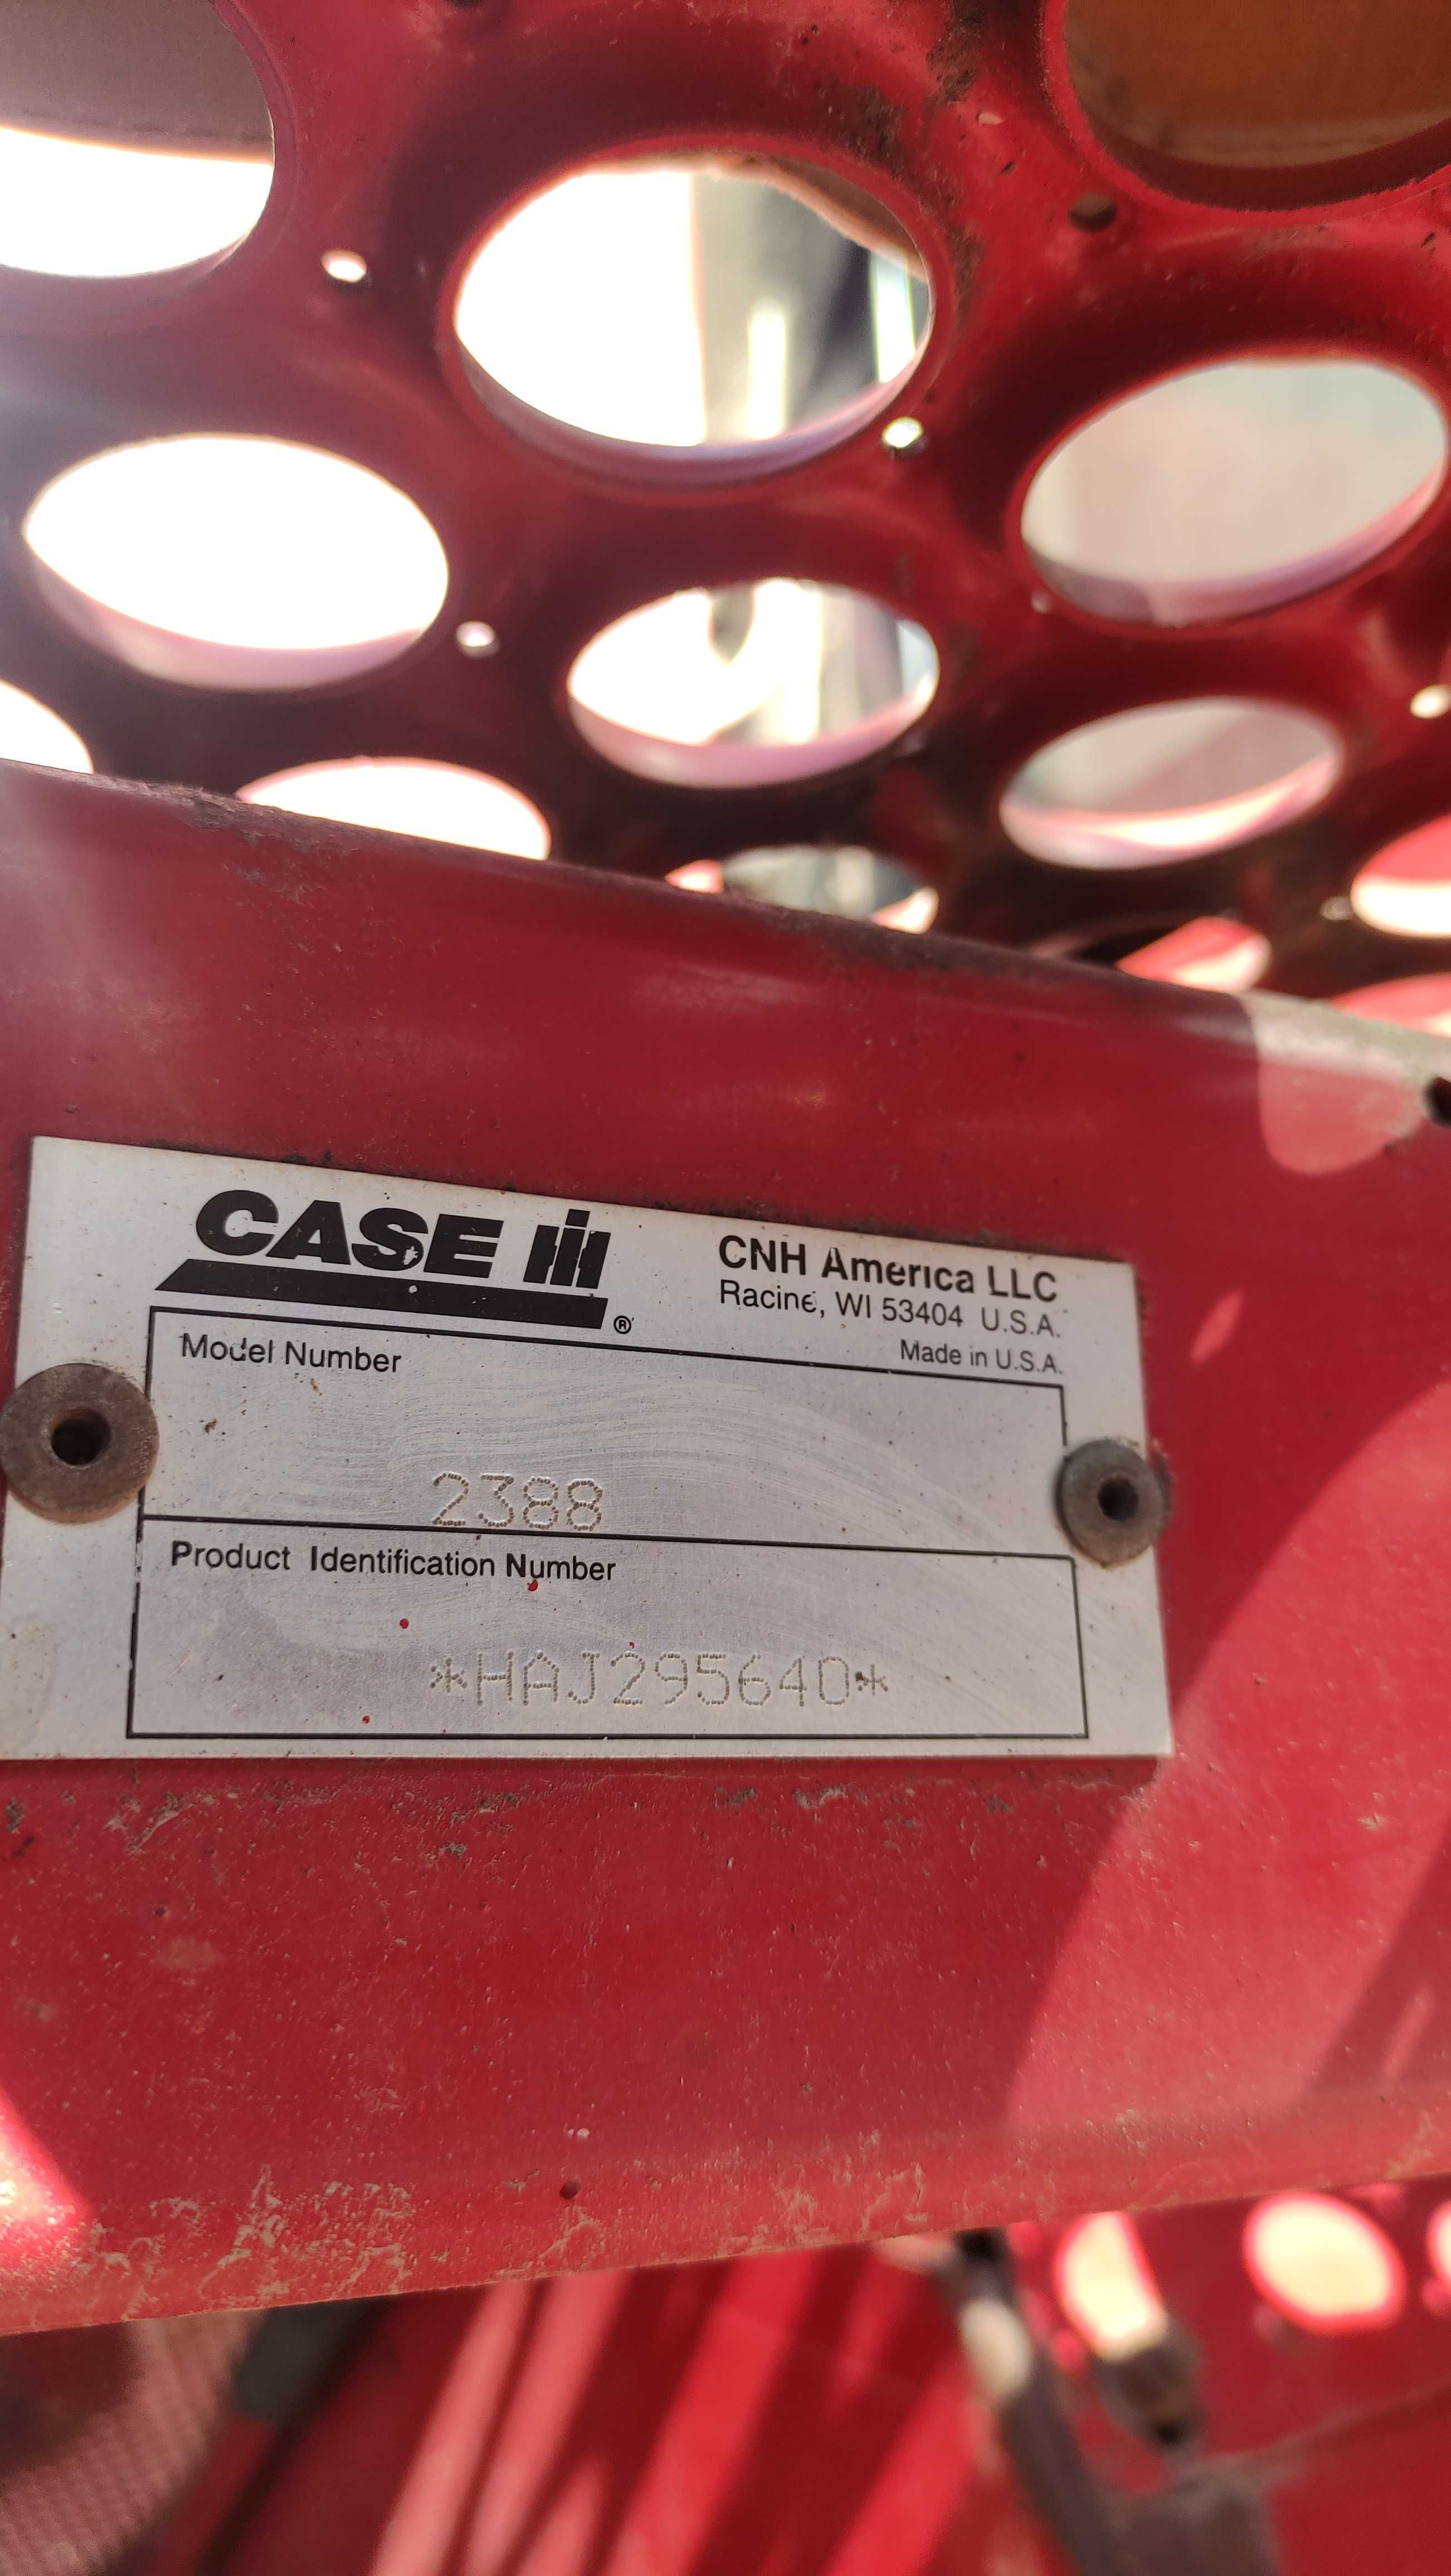 CASE IH
®
CNH America LLC
Racine, WI 53404 U.S.A.
Made in U.S.A.
Model Number
2388
Product Identification Number
*HAJ295640*